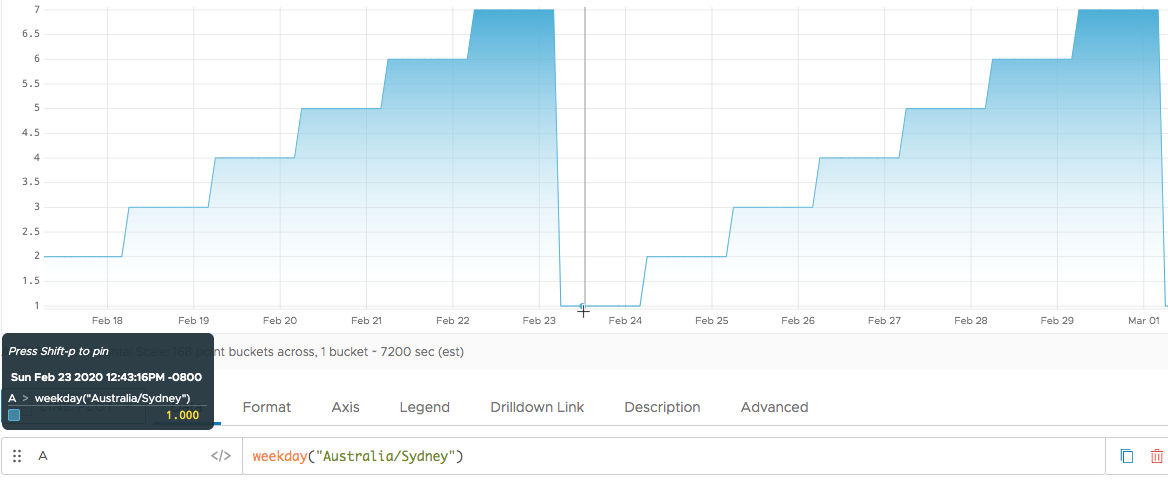 7
6.5
6
5.5
5
4.5
4
3.5
3
2.5
2
1.5
1
Feb 18 Feb 19 Feb 20 Feb 21 Feb 22 Feb 23 Feb 24 Feb 25 Feb 26 Feb 27 Feb 28 Feb 29 Mar 01
Press Shift-p to pin
point buckets across, 1 bucket - 7200 sec (est)
Sun Feb 23 2020 12:43:16PM -0800
A > weekday("Australia/Sydney")
1.000
Format Axis Legend Drilldown Link Description Advanced
A </> weekday("Australia/Sydney")